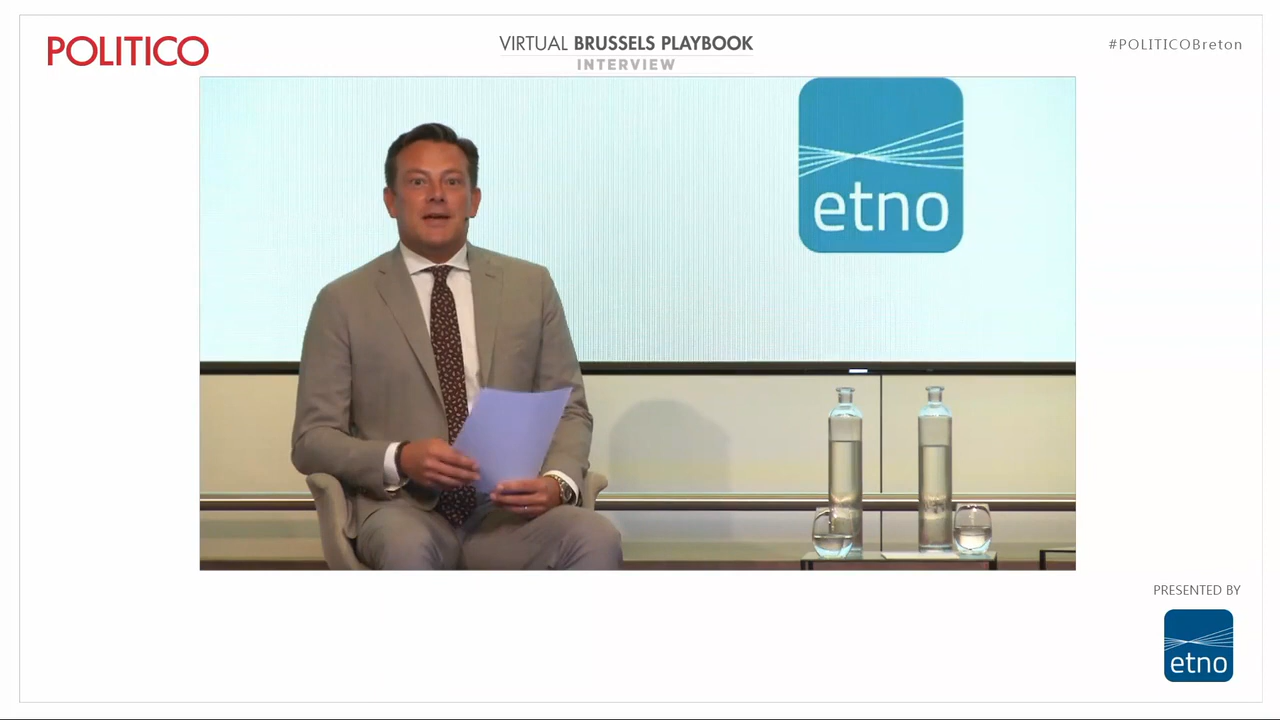 POLITICO
VIRTUAL BRUSSELS PLAYBOOK
INTERVIEW
#POLITICOBreton
etno
PRESENTED BY
etno